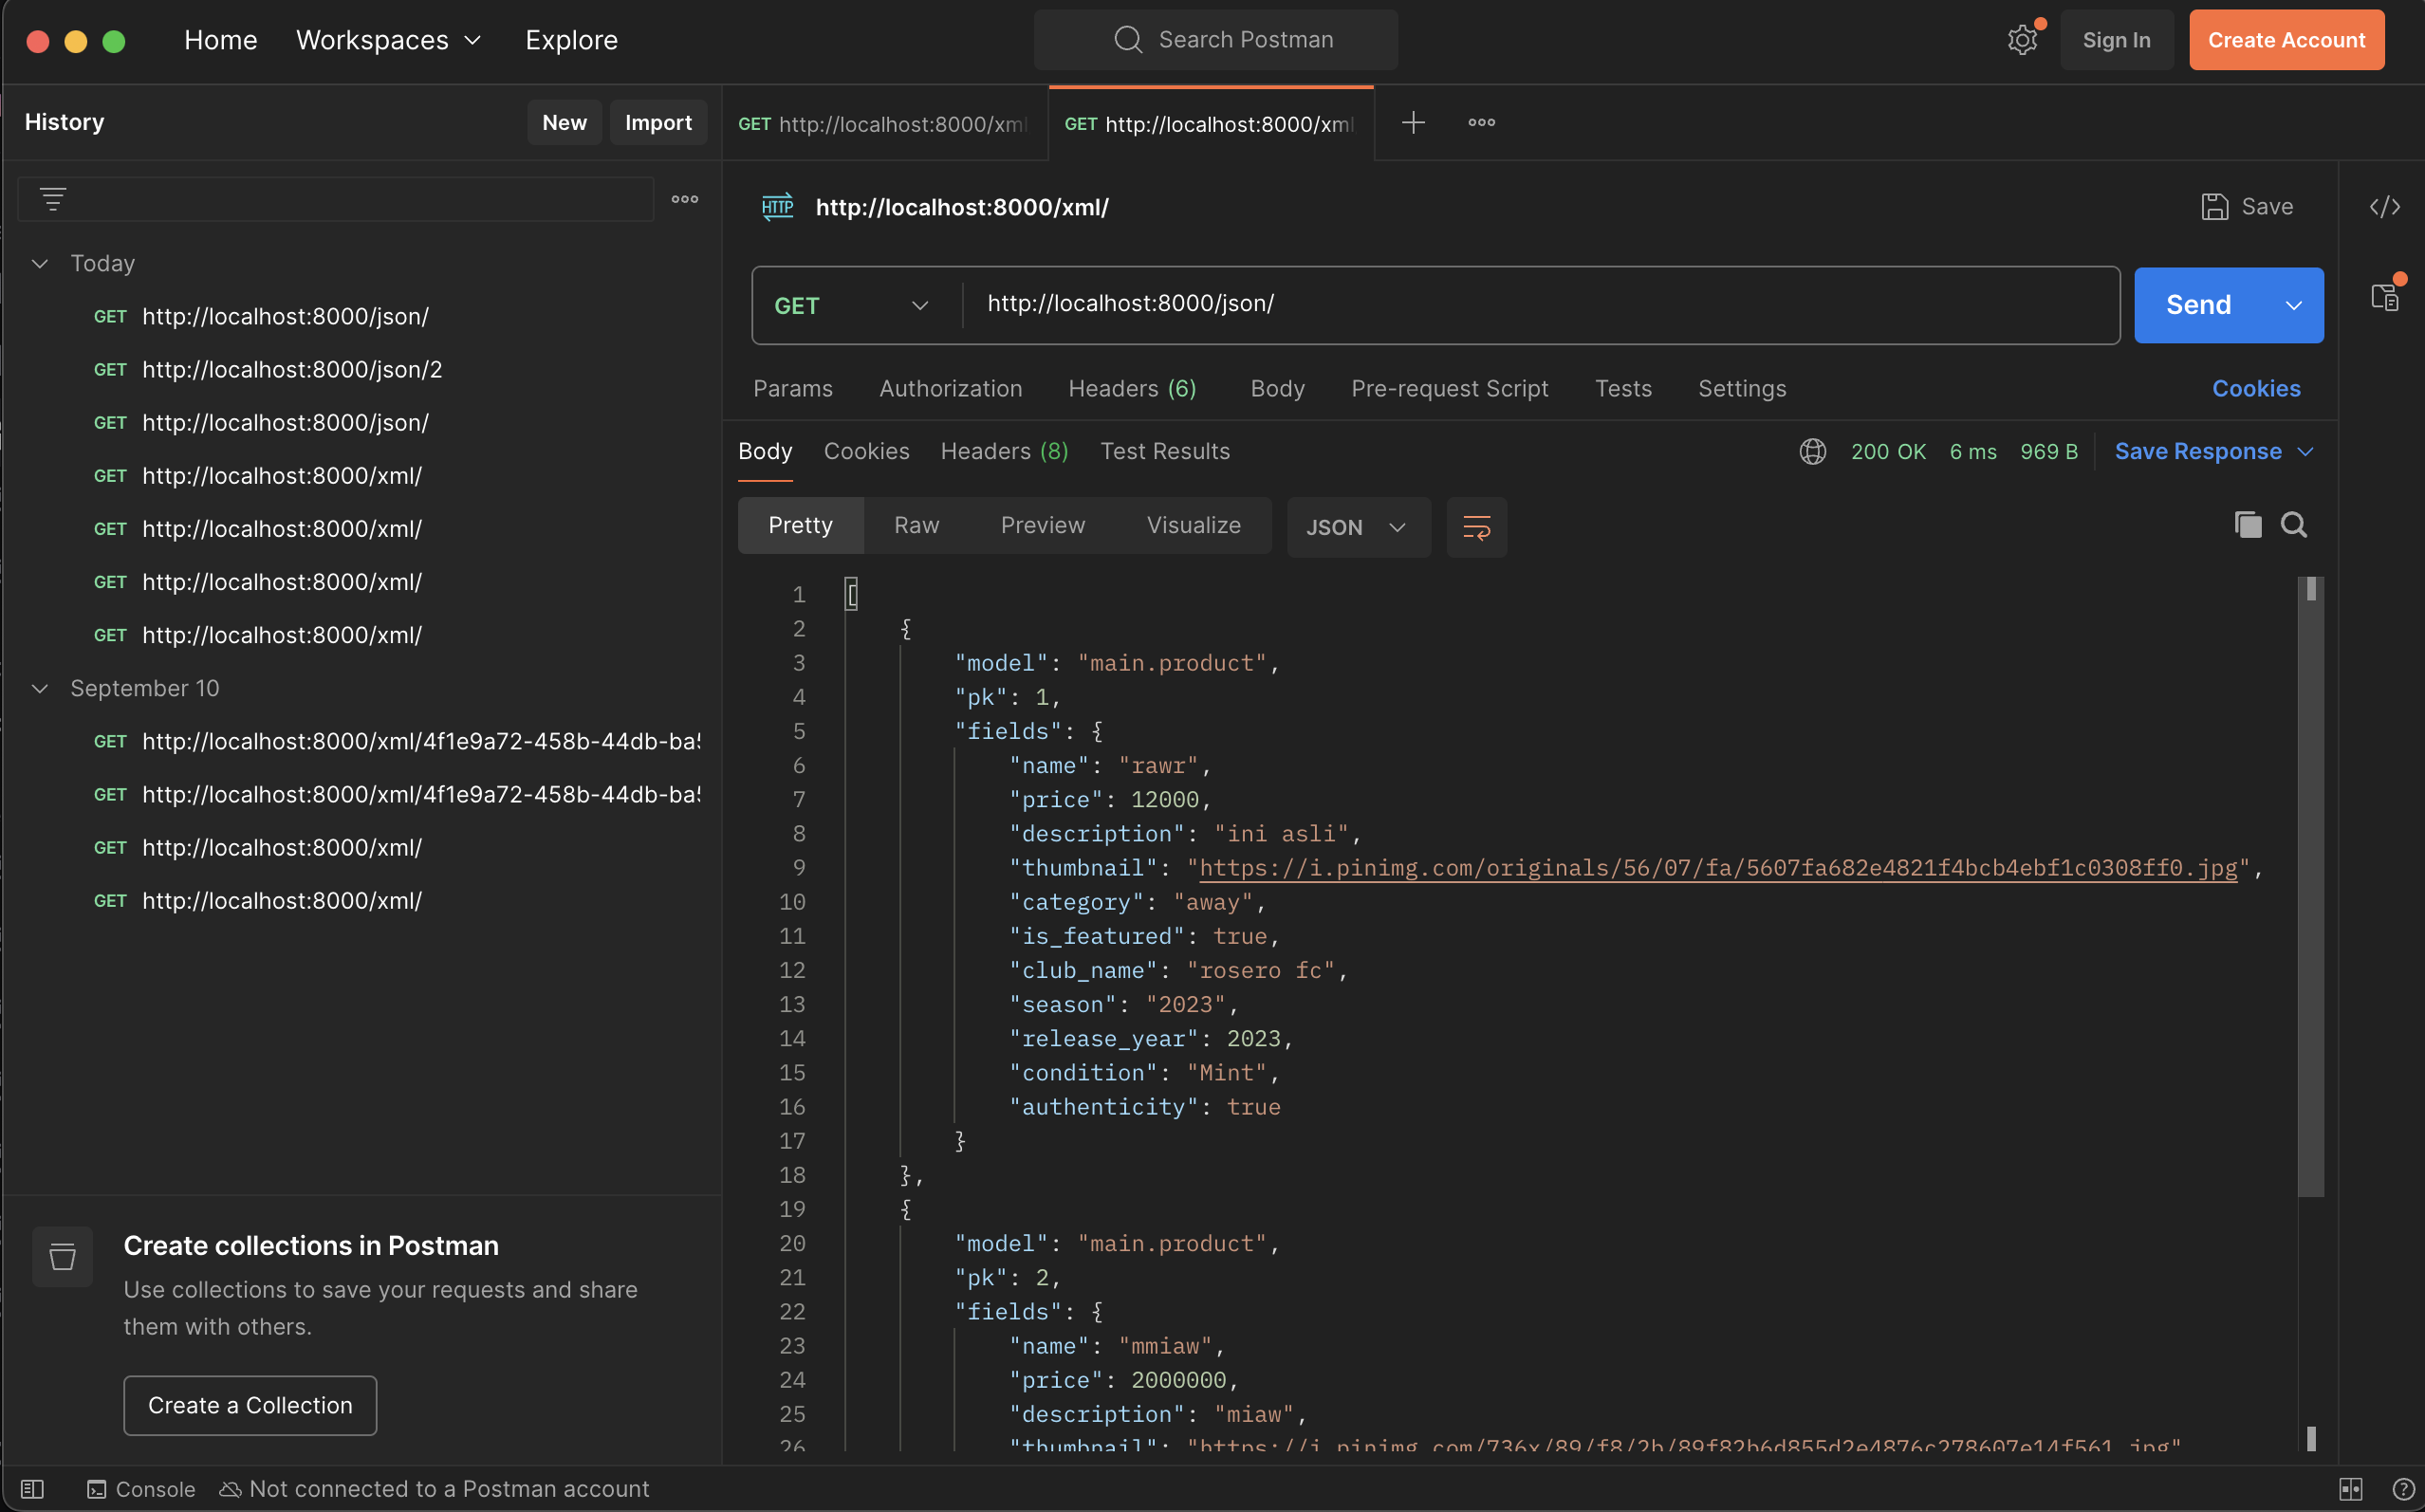 Home Workspaces Explore Search Postman Sign In Create Account
History New Import
GET http://localhost:8000/xml GET http://localhost:8000/xml
http://localhost:8000/xml/ Save
Today
GET http://localhost:8000/json/
GET http://localhost:8000/json/2
GET http://localhost:8000/json/
GET http://localhost:8000/xml/
GET http://localhost:8000/xml/
GET http://localhost:8000/xml/
GET http://localhost:8000/xml/
September 10
GET http://localhost:8000/xml/4f1e9a72-458b-44db-ba5
GET http://localhost:8000/xml/4f1e9a72-458b-44db-ba5
GET http://localhost:8000/xml/
GET http://localhost:8000/xml/
Create collections in Postman
Use collections to save your requests and share
them with others.
Create a Collection
HTTP
GET http://localhost:8000/json/ Send
Params Authorization Headers (6) Body Pre-request Script Tests Settings Cookies
Body Cookies Headers (8) Test Results 200 OK 6 ms 969 B Save Response
Pretty Raw Preview Visualize JSON
1 [
2 {
3 "model": "main.product",
4 "pk": 1,
5 "fields": {
6 "name": "rawr",
7 "price": 12000,
8 "description": "ini asli",
9 "thumbnail": "https://i.pinimg.com/originals/56/07/fa/5607fa682e4821f4bcb4ebf1c0308ff0.jpg",
10 "category": "away",
11 "is_featured": true,
12 "club_name": "rosero fc",
13 "season": "2023",
14 "release_year": 2023,
15 "condition": "Mint",
16 "authenticity": true
17 }
18 },
19 {
20 "model": "main.product",
21 "pk": 2,
22 "fields": {
23 "name": "mmiaw",
24 "price": 2000000,
25 "description": "miaw",
26 "thumbnail": "https://i.pinimg.com/736x/89/f8/2b/89f82b6d855d2e4876c278607e14f561.jpg"
Console Not connected to a Postman account